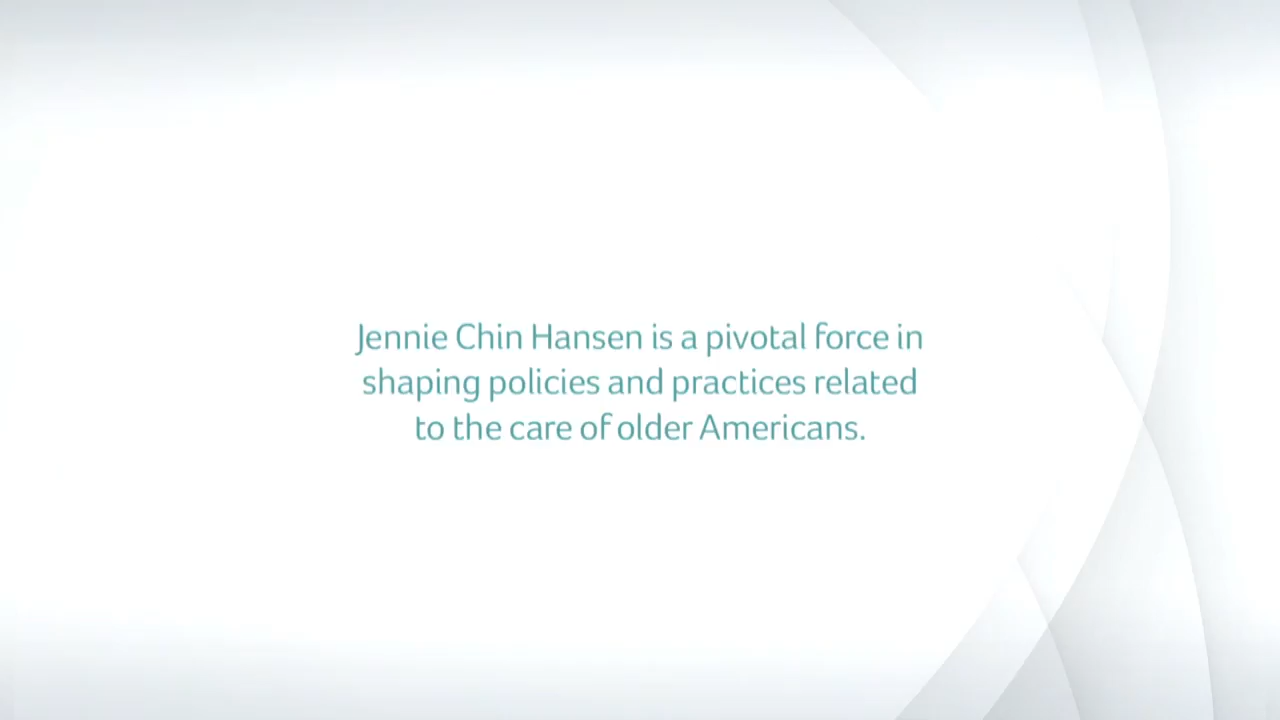 Jennie Chin Hansen is a pivotal force in
shaping policies and practices related
to the care of older Americans.